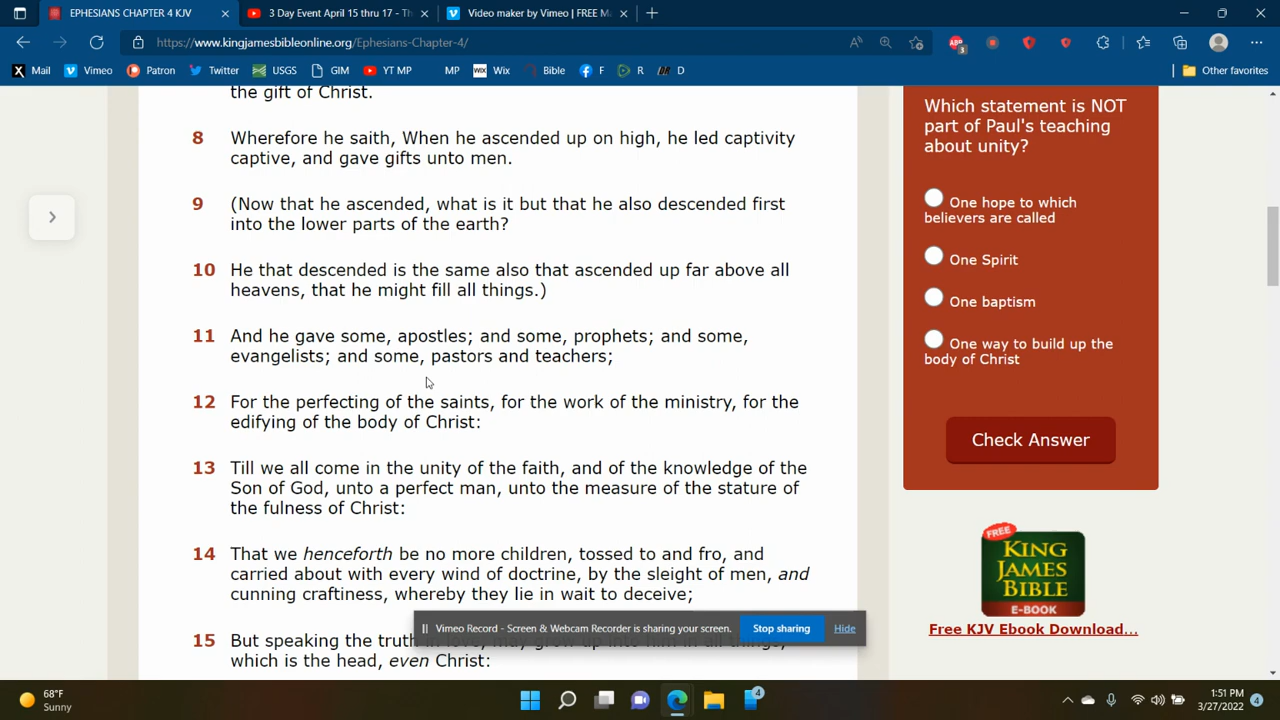 EPHESIANS CHAPTER 4 KJV
3 Day Event April 15 thru 17 - Th
Video maker by Vimeo | FREE M
https://www.kingjamesbibleonline.org/Ephesians-Chapter-4/
Mail
Vimeo
Patron
Twitter
USGS
GIM
YT MP
MP
Wix
Bible
F
R
D
Other favorites
the gift of Christ.
8 Wherefore he saith, When he ascended up on high, he led captivity
captive, and gave gifts unto men.
9 (Now that he ascended, what is it but that he also descended first
into the lower parts of the earth?
10 He that descended is the same also that ascended up far above all
heavens, that he might fill all things.)
11 And he gave some, apostles; and some, prophets; and some,
evangelists; and some, pastors and teachers;
12 For the perfecting of the saints, for the work of the ministry, for the
edifying of the body of Christ:
13 Till we all come in the unity of the faith, and of the knowledge of the
Son of God, unto a perfect man, unto the measure of the stature of
the fulness of Christ:
14 That we henceforth be no more children, tossed to and fro, and
carried about with every wind of doctrine, by the sleight of men, and
cunning craftiness, whereby they lie in wait to deceive;
15 But speaking the truth in love, may grow up into him in all things,
which is the head, even Christ:
Vimeo Record - Screen & Webcam Recorder is sharing your screen.
Stop sharing
Hide
Which statement is NOT
part of Paul's teaching
about unity?
One hope to which
believers are called
One Spirit
One baptism
One way to build up the
body of Christ
Check Answer
FREE
KING
JAMES
BIBLE
E-BOOK
Free KJV Ebook Download...
68°F
Sunny
4
1:51 PM
3/27/2022
4